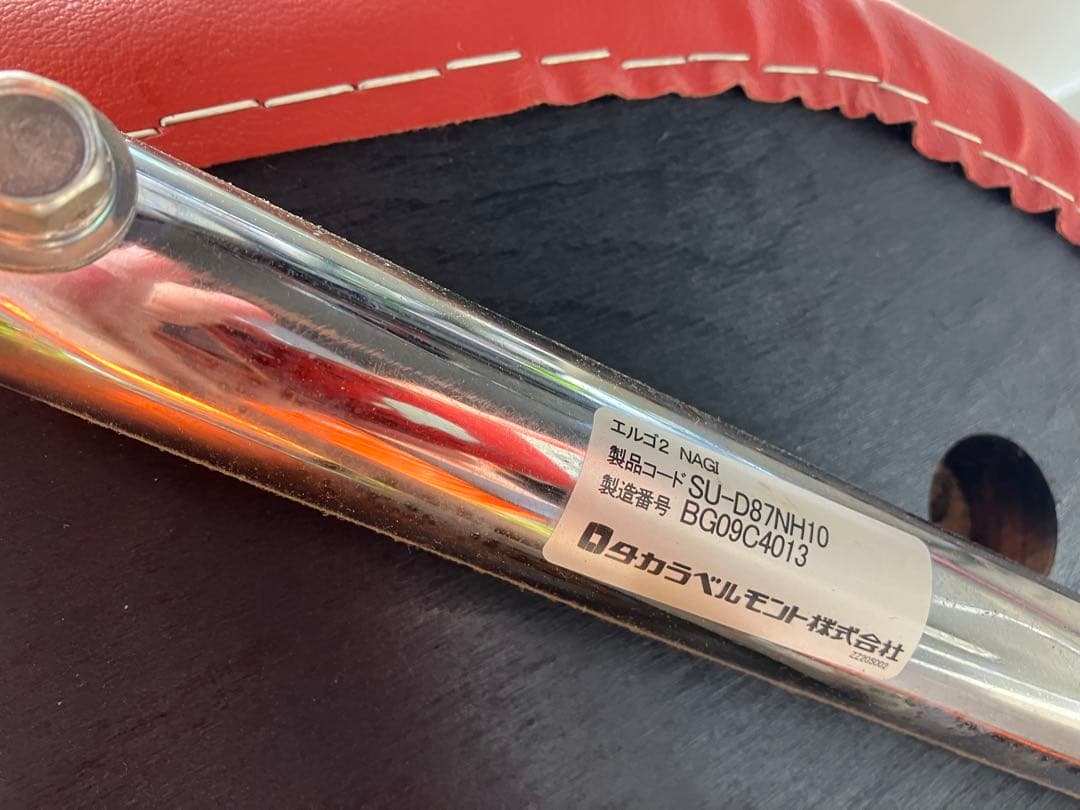 エルゴ2 NAGI
製品コード SU-D87NH10
製造番号 BG09C4013
タカラベルモント株式会社
ZZ205002